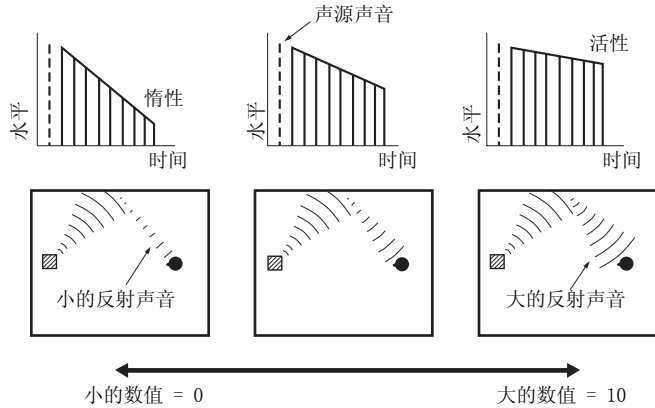 声源声音
惰性
活性
水平
水平
水平
时间
时间
时间
小的反射声音
大的反射声音
小的数值 = 0
大的数值 = 10